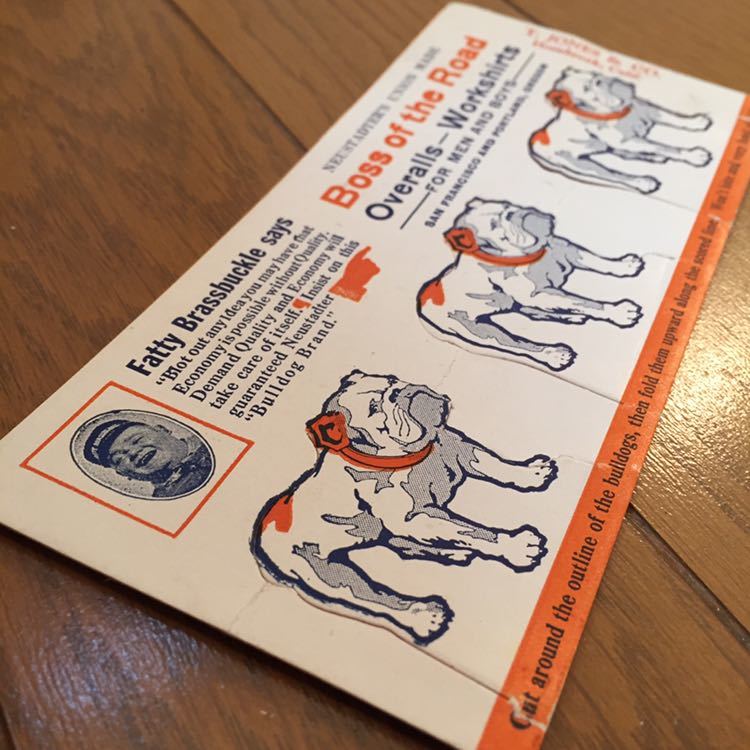 T. JONES & CO.
NEUSTADTER'S UNION MADE
Boss of the Road
Overalls—Workshirts
FOR MEN AND BOYS
SAN FRANCISCO AND PORTLAND, OREGON
Fatty Brassbuckle says
"Blot out any idea you may have that
Economy is possible without Quality.
Demand Quality and Economy will
take care of itself. Insist on this
guaranteed Neustadter
"Bulldog Brand."
Cut around the outline of the bulldogs, then fold them upward along the scored line